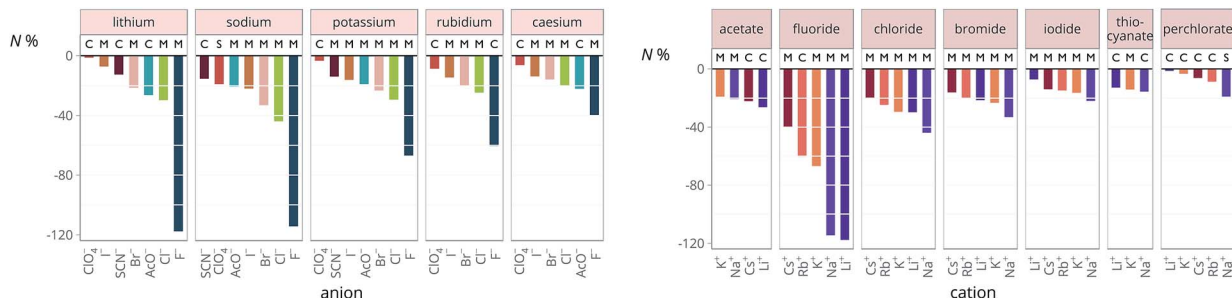 lithium sodium potassium rubidium caesium
N %
C M C M C M M C S M M M C M C M M M M M M C M M M C C M M C C M
0
-40
-80
-120
ClO4⁻ I⁻ SCN⁻ Br⁻ AcO⁻ Cl⁻ F⁻ SCN⁻ ClO4⁻ AcO⁻ I⁻ Br⁻ Cl⁻ F⁻ ClO4⁻ SCN⁻ I⁻ AcO⁻ Br⁻ Cl⁻ F⁻ ClO4⁻ I⁻ Br⁻ Cl⁻ F⁻ ClO4⁻ I⁻ Br⁻ Cl⁻ AcO⁻ F⁻
anion
acetate fluoride chloride bromide iodide thio-
cyanate perchlorate
N %
M M C C M C M M M M M M M M M M M C M M M M M C M C C C C S
0
-40
-80
-120
K⁺ Na⁺ Cs⁺ Li⁺ Cs⁺ Rb⁺ K⁺ Na⁺ Li⁺ Cs⁺ Rb⁺ K⁺ Li⁺ Na⁺ Cs⁺ Rb⁺ Li⁺ K⁺ Na⁺ Li⁺ Cs⁺ Rb⁺ K⁺ Na⁺ Li⁺ K⁺ Na⁺ Li⁺ K⁺ Cs⁺ Rb⁺ Na⁺
cation